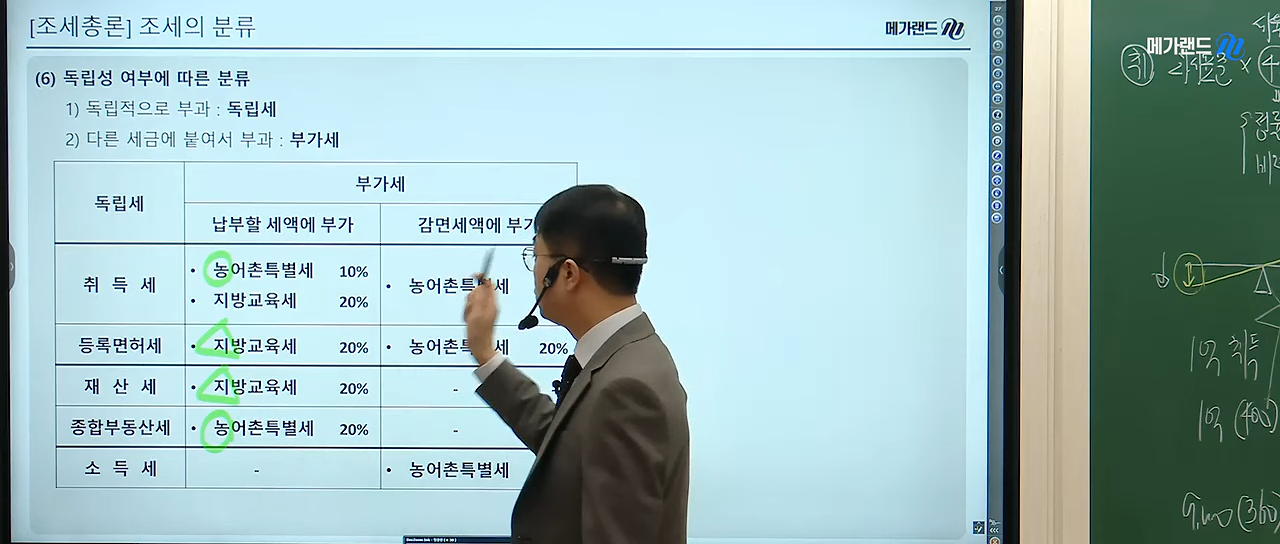 [조세총론] 조세의 분류
메가랜드
메가랜드
(6) 독립성 여부에 따른 분류
1) 독립적으로 부과 : 독립세
2) 다른 세금에 붙여서 부과 : 부가세
독립세
부가세
납부할 세액에 부가
감면세액에 부가
취 득 세
• 농어촌특별세 10%
• 지방교육세 20%
• 농어촌특별세
등록면허세
• 지방교육세 20%
• 농어촌특별세 20%
재 산 세
• 지방교육세 20%
-
종합부동산세
• 농어촌특별세 20%
-
소 득 세
-
• 농어촌특별세
취
1억 취득
1억